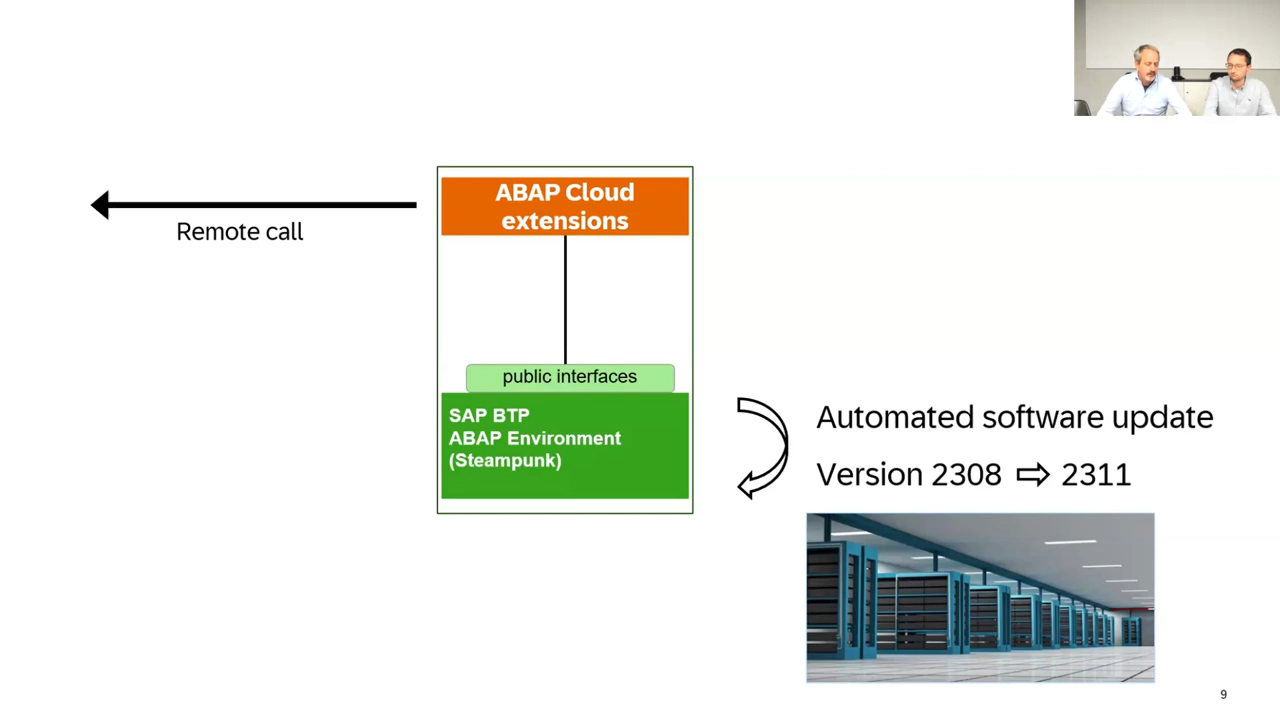 ABAP Cloud
extensions
Remote call
public interfaces
SAP BTP
ABAP Environment
(Steampunk)
Automated software update
Version 2308 ⇨ 2311
9